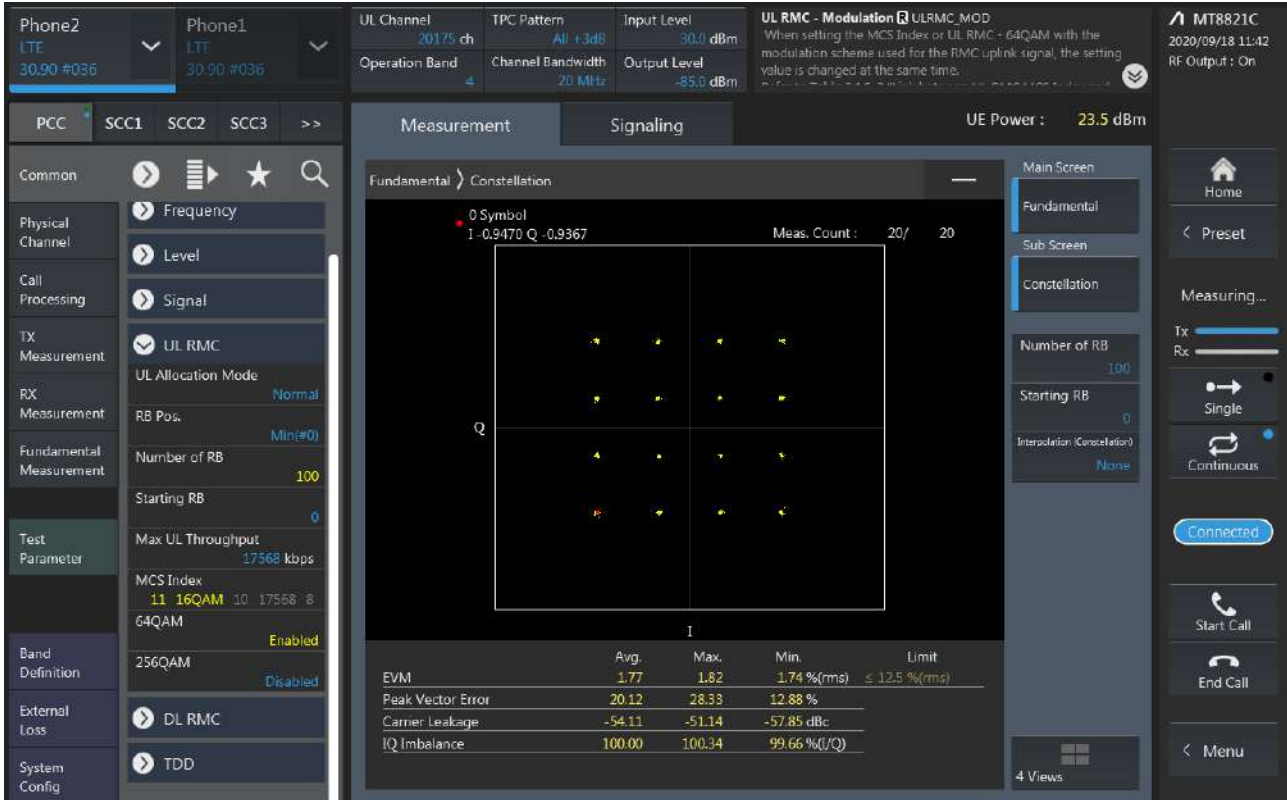 Phone2
LTE
30.90 #036
Phone1
LTE
30.90 #036
UL Channel
20175 ch
TPC Pattern
All +3dB
Input Level
30.0 dBm
Operation Band
4
Channel Bandwidth
20 MHz
Output Level
-85.0 dBm
UL RMC - Modulation R ULRMC_MOD
When setting the MCS Index or UL RMC - 64QAM with the
modulation scheme used for the RMC uplink signal, the setting
value is changed at the same time.
MT8821C
2020/09/18 11:42
RF Output : On
PCC SCC1 SCC2 SCC3 >>
Measurement
Signaling
UE Power : 23.5 dBm
Common
Physical
Channel
Call
Processing
TX
Measurement
RX
Measurement
Fundamental
Measurement
Test
Parameter
Band
Definition
External
Loss
System
Config
Frequency
Level
Signal
UL RMC
UL Allocation Mode
Normal
RB Pos.
Min(#0)
Number of RB
100
Starting RB
0
Max UL Throughput
17568 kbps
MCS Index
11 16QAM 10 17568 8
64QAM
Enabled
256QAM
Disabled
DL RMC
TDD
Fundamental > Constellation
0 Symbol
I -0.9470 Q -0.9367
Meas. Count : 20/ 20
Q
I
Avg. Max. Min. Limit
EVM 1.77 1.82 1.74 %(rms) ≤ 12.5 %(rms)
Peak Vector Error 20.12 28.33 12.88 %
Carrier Leakage -54.11 -51.14 -57.85 dBc
IQ Imbalance 100.00 100.34 99.66 %(I/Q)
Main Screen
Fundamental
Sub Screen
Constellation
Number of RB
100
Starting RB
0
Interpolation (Constellation)
None
4 Views
Home
< Preset
Measuring...
Tx
Rx
Single
Continuous
Connected
Start Call
End Call
< Menu